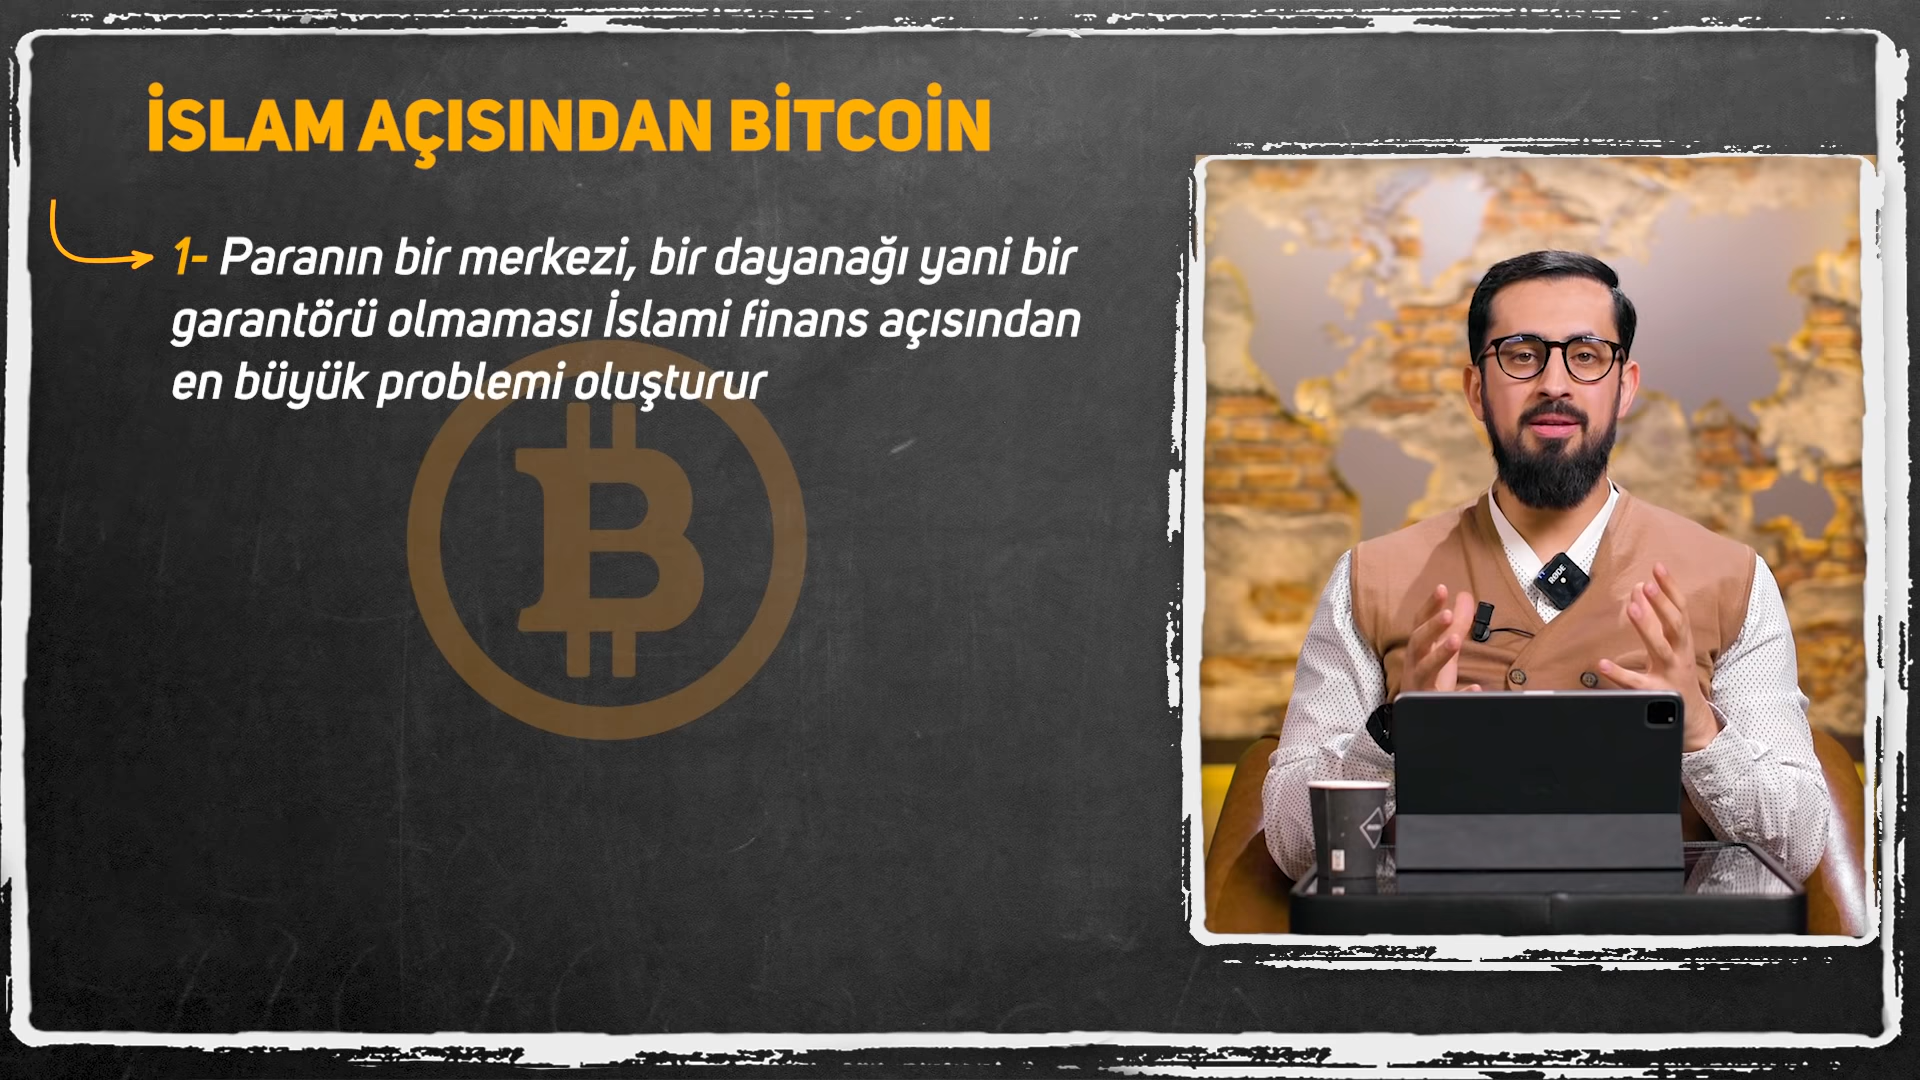 İSLAM AÇISINDAN BİTCOİN
1- Paranın bir merkezi, bir dayanağı yani bir
garantörü olmaması İslami finans açısından
en büyük problemi oluşturur
RØDE